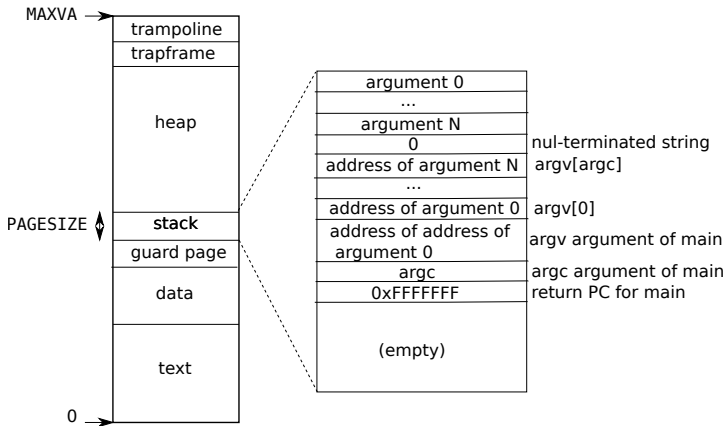 MAXVA
trampoline
trapframe
heap
PAGESIZE
stack
guard page
data
text
0
argument 0
...
argument N
0
nul-terminated string
address of argument N
argv[argc]
...
address of argument 0
argv[0]
address of address of
argument 0
argv argument of main
argc
argc argument of main
0xFFFFFFF
return PC for main
(empty)